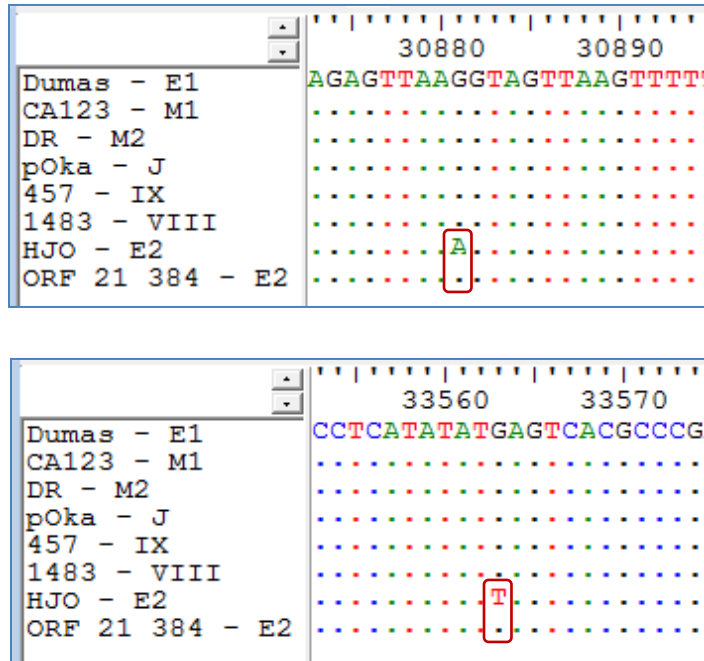 30880 30890
Dumas - E1 AGAGTTAAGGTAGTTAAGTTTTT
CA123 - M1 ......................
DR - M2 ......................
pOka - J ......................
457 - IX ......................
1483 - VIII ......................
HJO - E2 ........A.............
ORF 21 384 - E2 ......................
33560 33570
Dumas - E1 CCTCATATATGAGTCACGCCCGA
CA123 - M1 ......................
DR - M2 ......................
pOka - J ......................
457 - IX ......................
1483 - VIII ......................
HJO - E2 ..........T...........
ORF 21 384 - E2 ......................